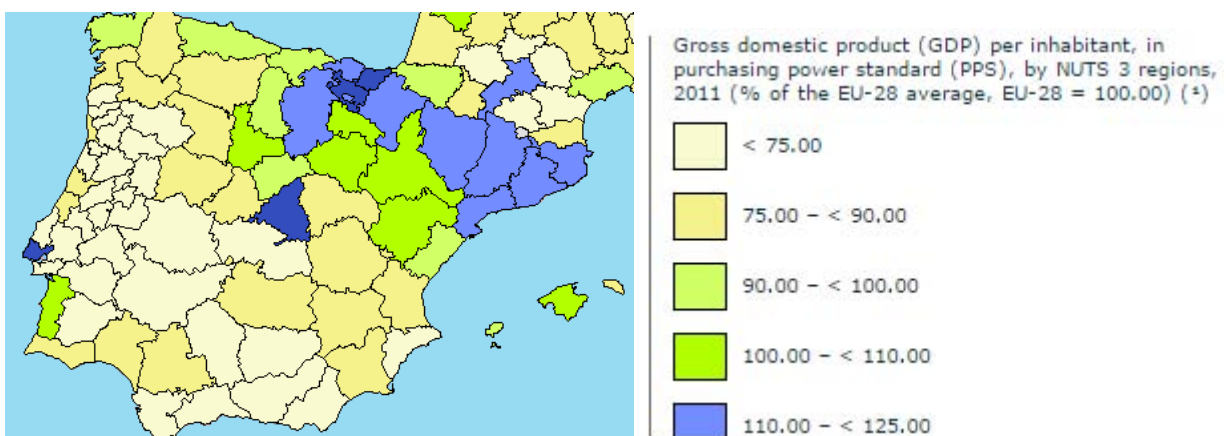 Gross domestic product (GDP) per inhabitant, in
purchasing power standard (PPS), by NUTS 3 regions,
2011 (% of the EU-28 average, EU-28 = 100.00) (⁴)
< 75.00
75.00 – < 90.00
90.00 – < 100.00
100.00 – < 110.00
110.00 – < 125.00